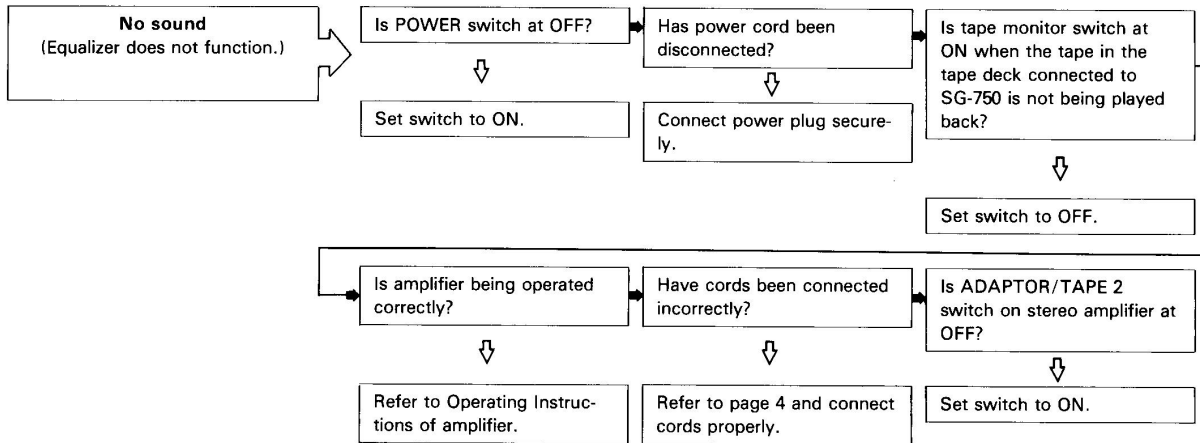 No sound
(Equalizer does not function.)
Is POWER switch at OFF?
Set switch to ON.
Has power cord been
disconnected?
Connect power plug secure-
ly.
Is tape monitor switch at
ON when the tape in the
tape deck connected to
SG-750 is not being played
back?
Set switch to OFF.
Is amplifier being operated
correctly?
Refer to Operating Instruc-
tions of amplifier.
Have cords been connected
incorrectly?
Refer to page 4 and connect
cords properly.
Is ADAPTOR/TAPE 2
switch on stereo amplifier at
OFF?
Set switch to ON.